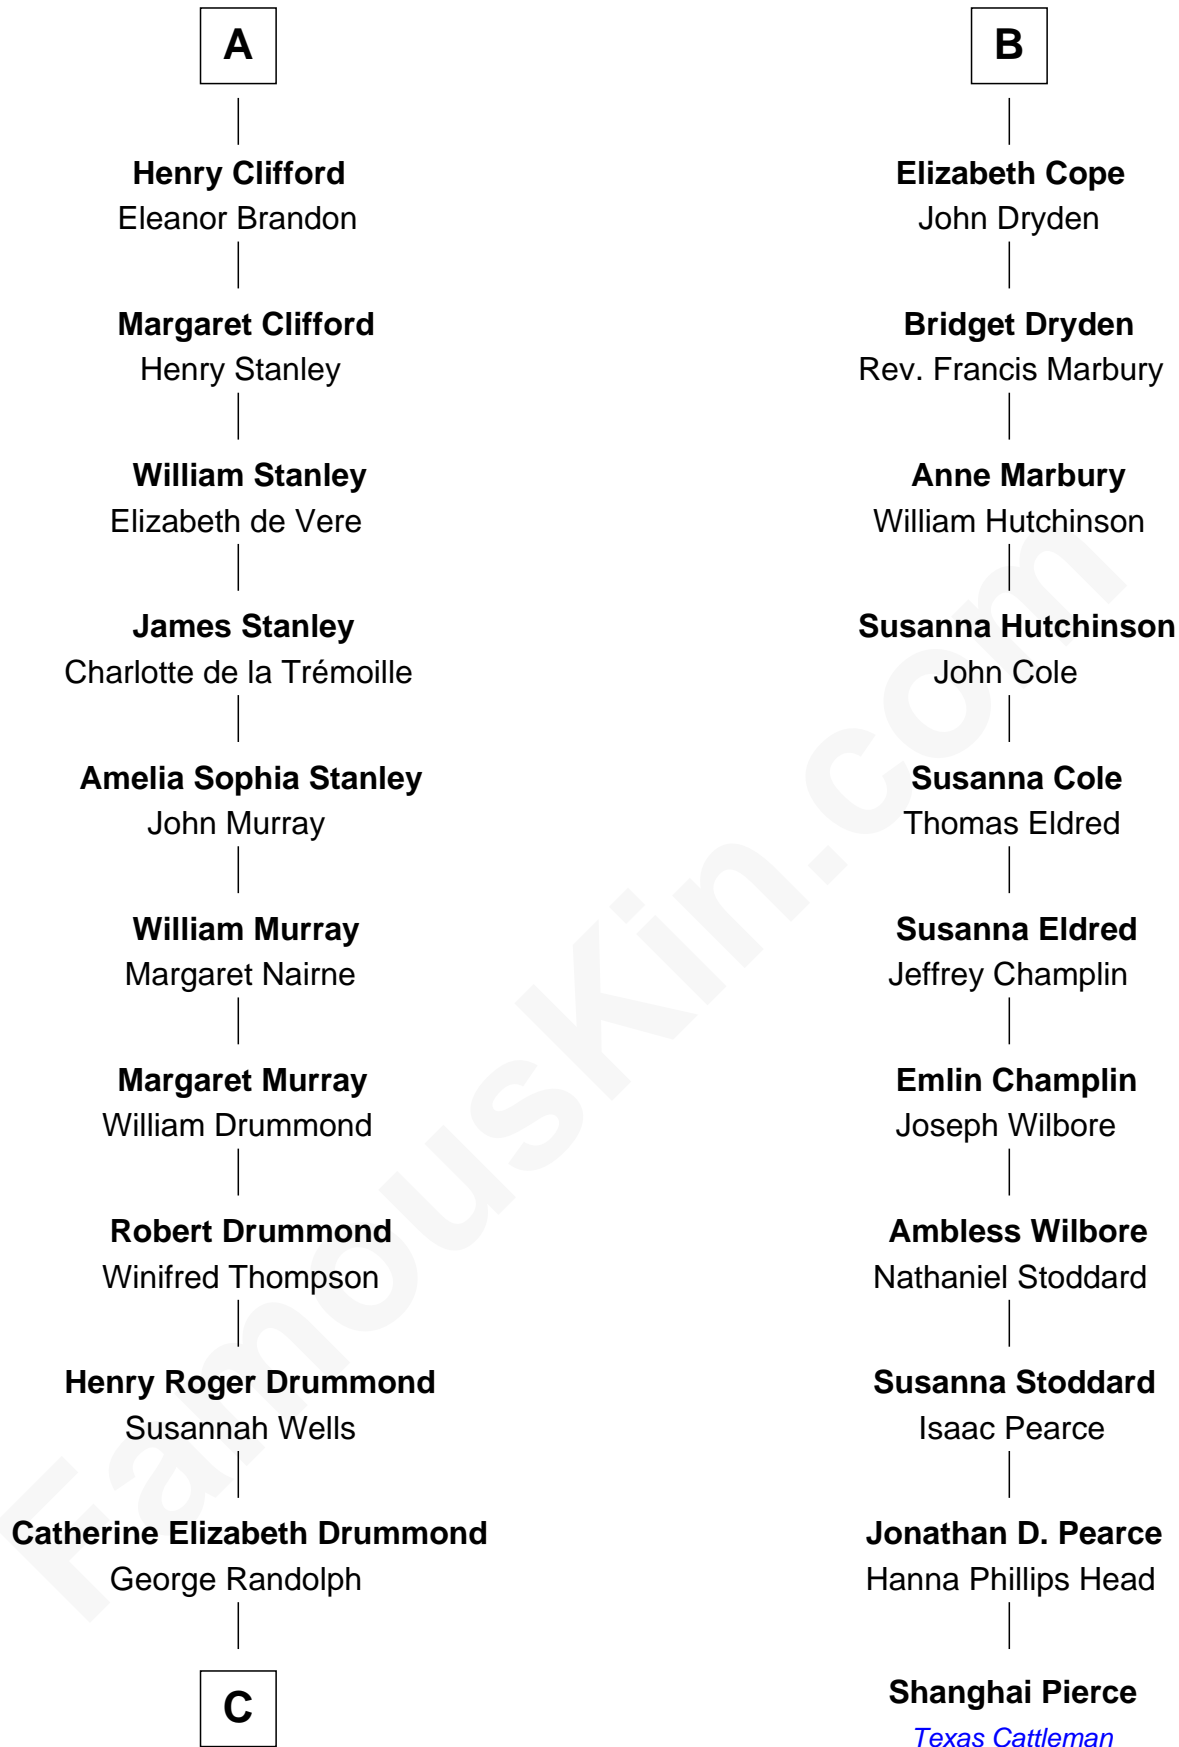 A
Henry Clifford
Eleanor Brandon
Margaret Clifford
Henry Stanley
William Stanley
Elizabeth de Vere
James Stanley
Charlotte de la Trémoille
Amelia Sophia Stanley
John Murray
William Murray
Margaret Nairne
Margaret Murray
William Drummond
Robert Drummond
Winifred Thompson
Henry Roger Drummond
Susannah Wells
Catherine Elizabeth Drummond
George Randolph
C
B
Elizabeth Cope
John Dryden
Bridget Dryden
Rev. Francis Marbury
Anne Marbury
William Hutchinson
Susanna Hutchinson
John Cole
Susanna Cole
Thomas Eldred
Susanna Eldred
Jeffrey Champlin
Emlin Champlin
Joseph Wilbore
Ambless Wilbore
Nathaniel Stoddard
Susanna Stoddard
Isaac Pearce
Jonathan D. Pearce
Hanna Phillips Head
Shanghai Pierce
Texas Cattleman
FamousKin.com